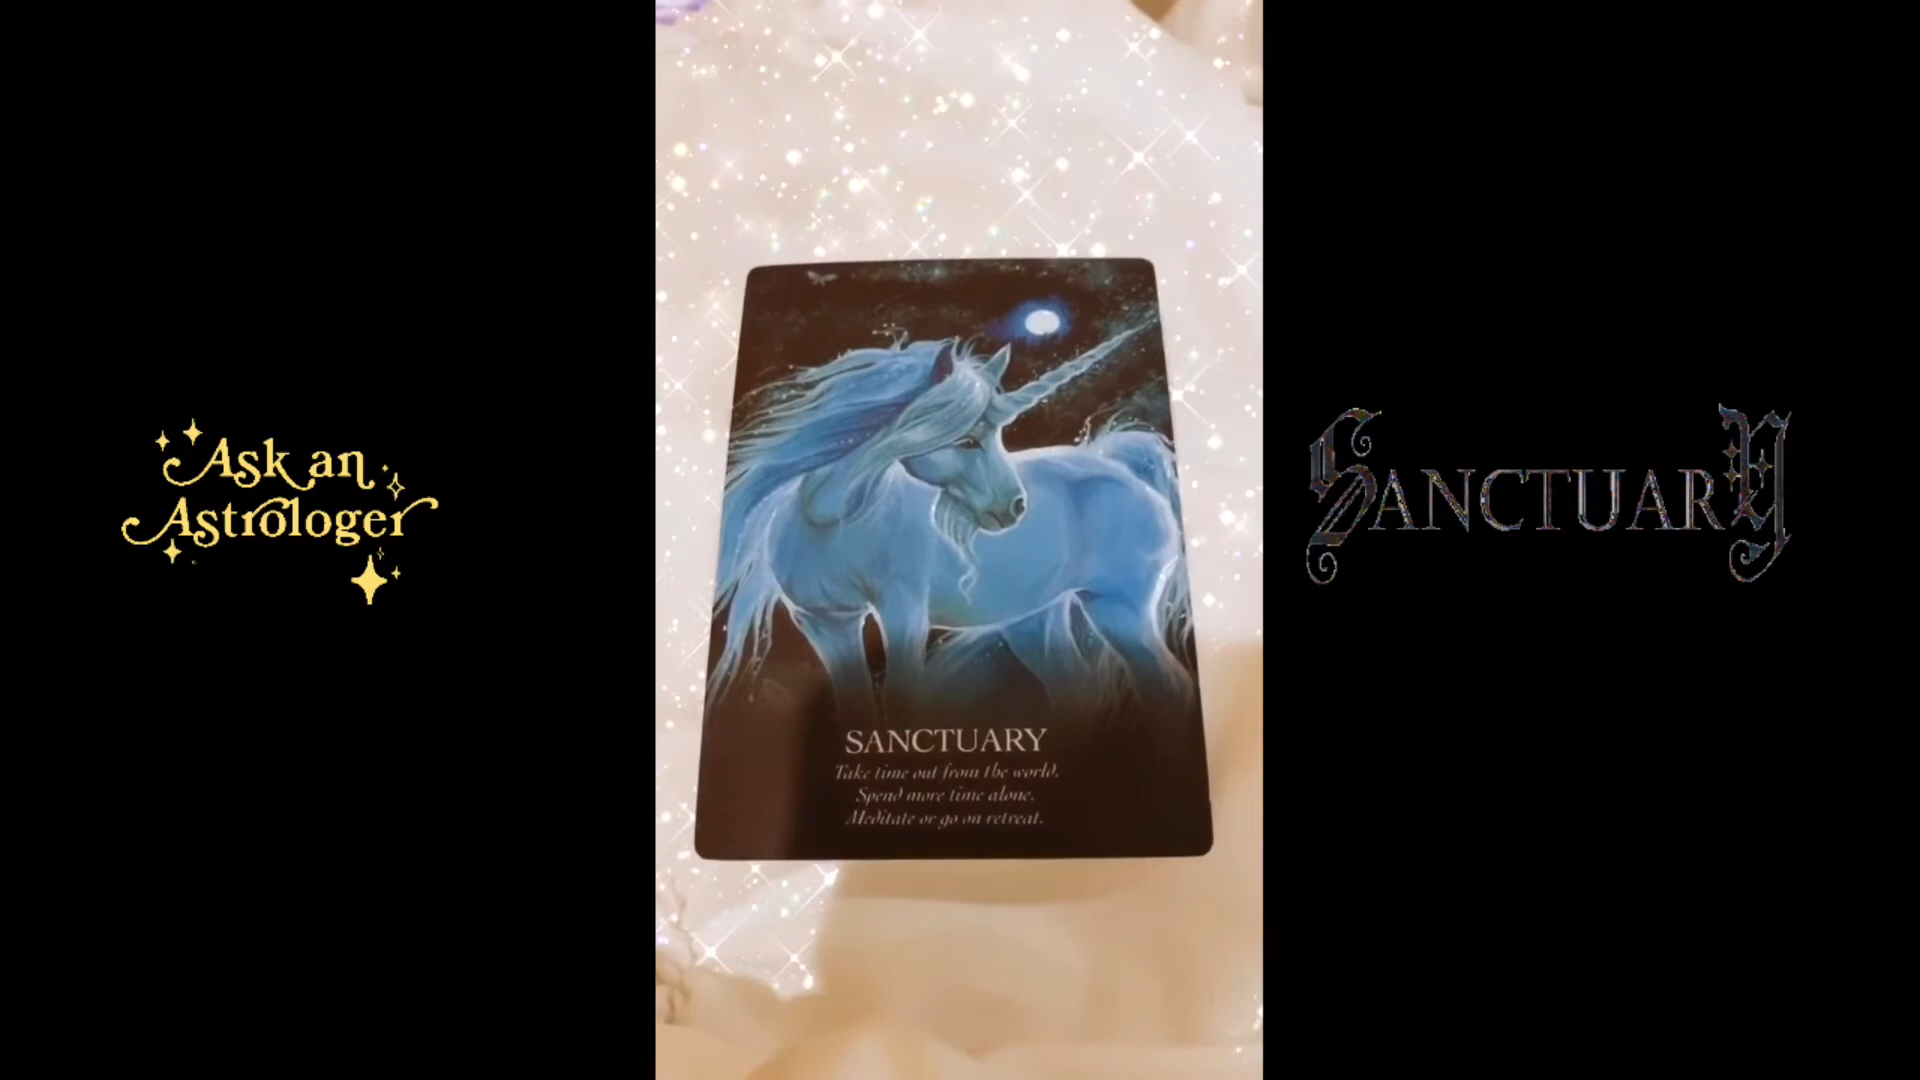 Ask an
Astrologer
SANCTUARY
Take time out from the world.
Spend more time alone.
Meditate or go on retreat.
SANCTUARY